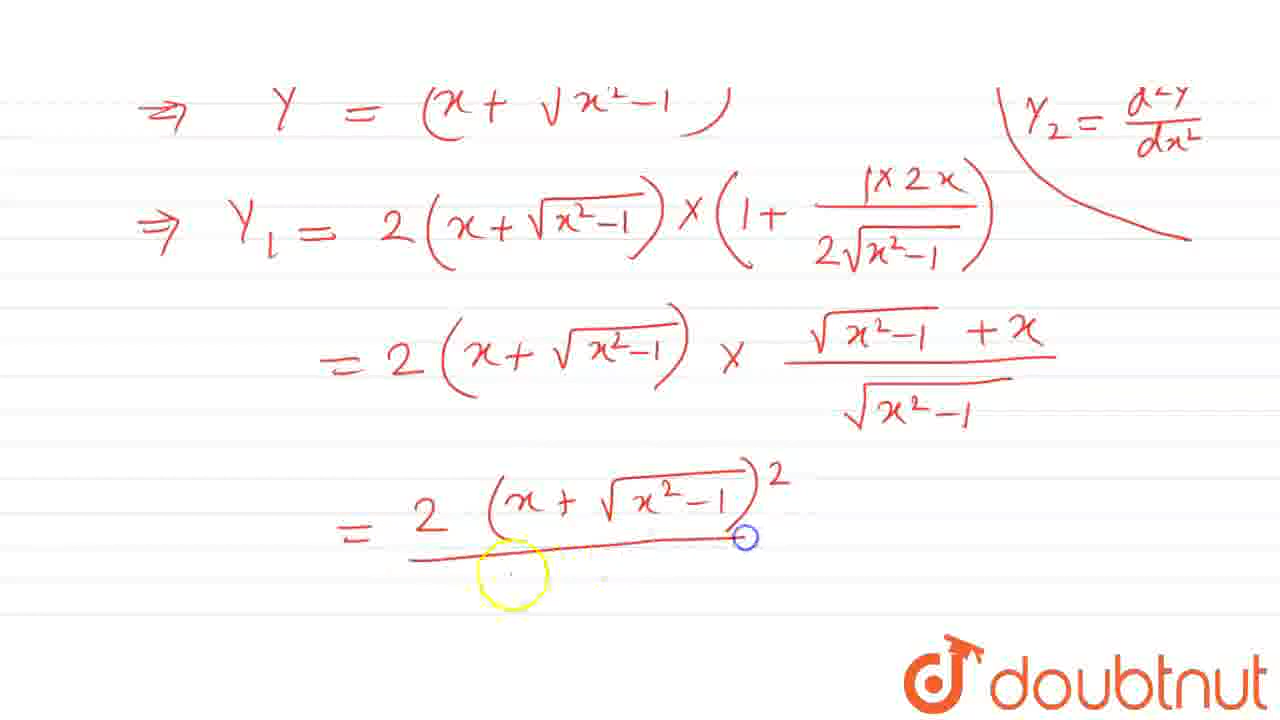 ⇒ Y = (x + √x²-1)
Y₂ = d²Y/dx²
⇒ Y₁ = 2(x + √(x²-1)) × (1 + (1×2x)/(2√(x²-1)))
= 2(x + √(x²-1)) × (√(x²-1) + x)/√(x²-1)
= 2 (x + √(x²-1))²
doubtnut